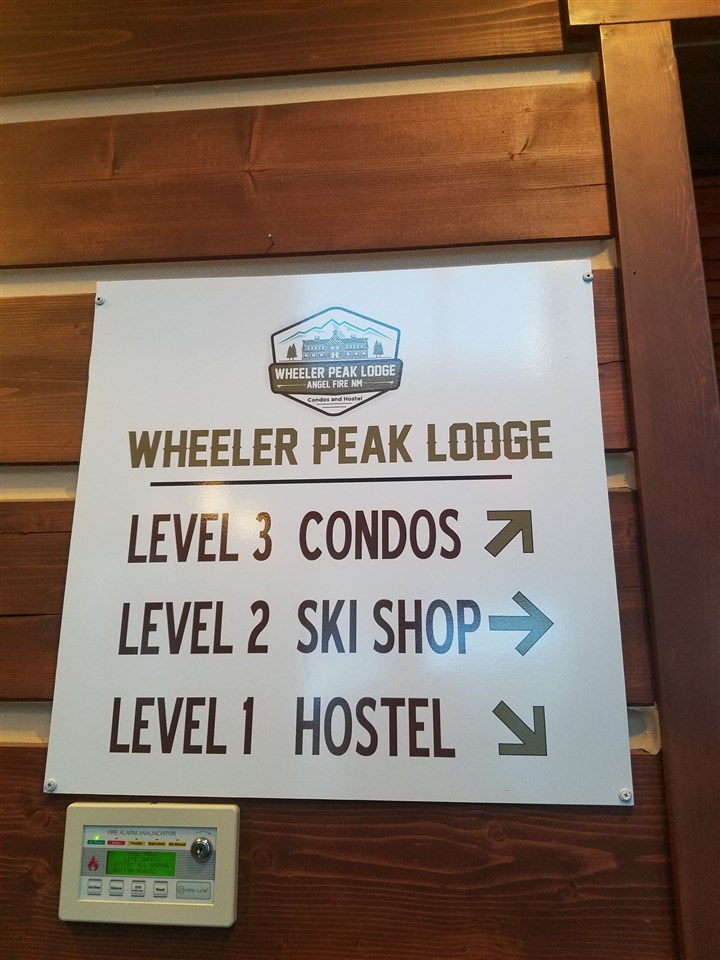 WHEELER PEAK LODGE
ANGEL FIRE NM
Condos and Hostel
WHEELER PEAK LODGE
LEVEL 3 CONDOS
LEVEL 2 SKI SHOP
LEVEL 1 HOSTEL
FIRE ALARM ANNUNCIATOR